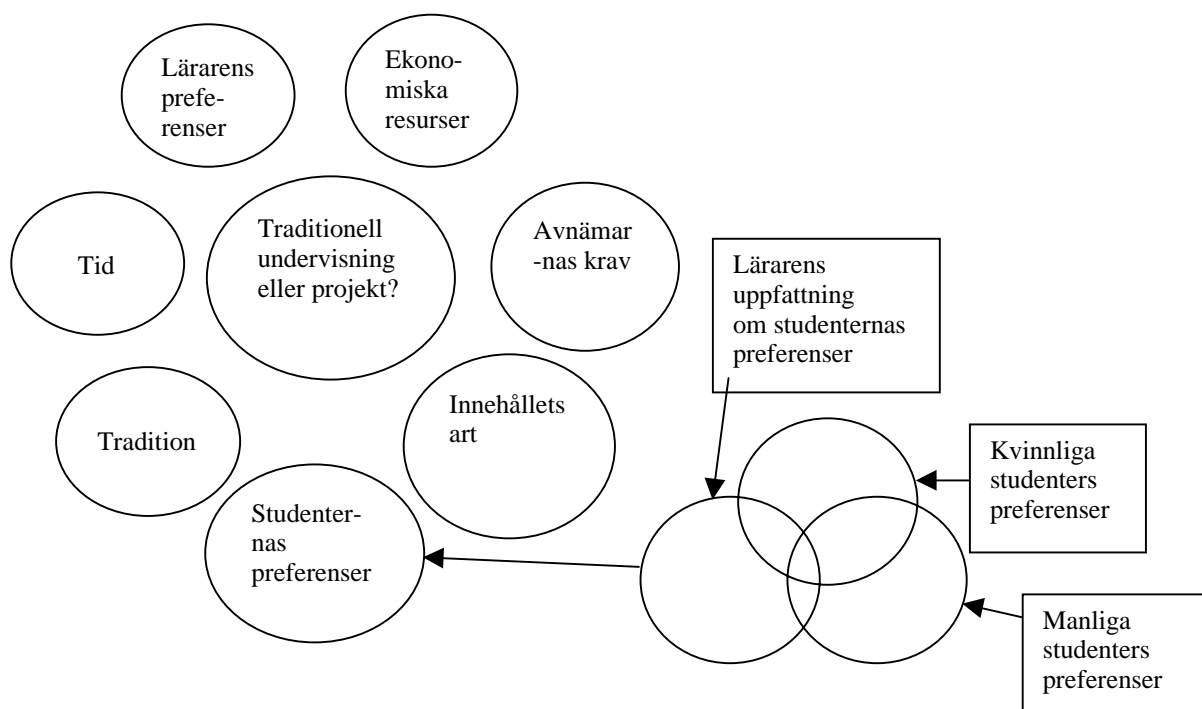 Lärarens
prefe-
renser
Ekono-
miska
resurser
Tid
Traditionell
undervisning
eller projekt?
Avnämar
-nas krav
Lärarens
uppfattning
om studenternas
preferenser
Tradition
Innehållets
art
Kvinnliga
studenters
preferenser
Studenter-
nas
preferenser
Manliga
studenters
preferenser